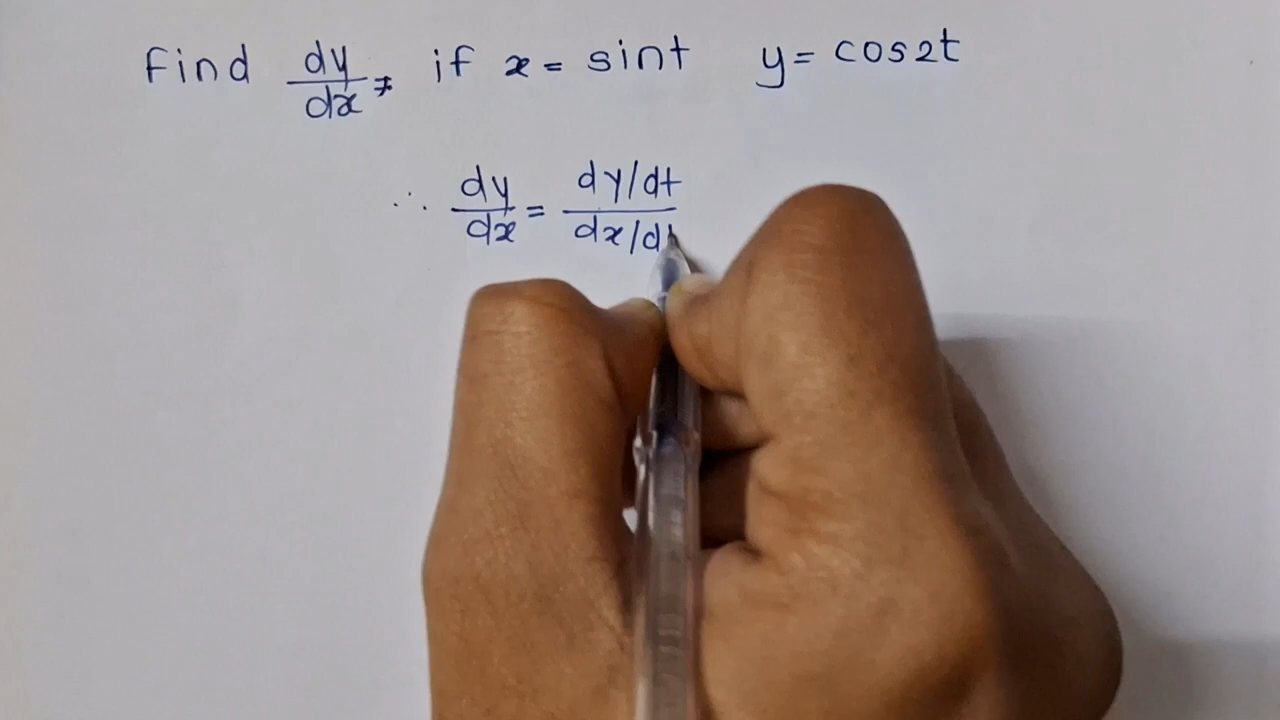 Find dy/dx, if x = sint y = cos2t
∴ dy/dx = dy/dt / dx/dt